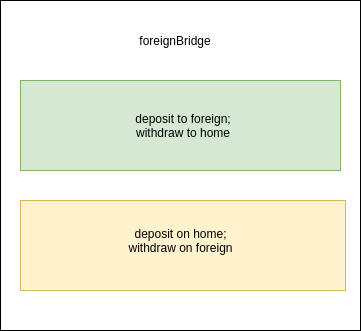 foreignBridge
deposit to foreign;
withdraw to home
deposit on home;
withdraw on foreign